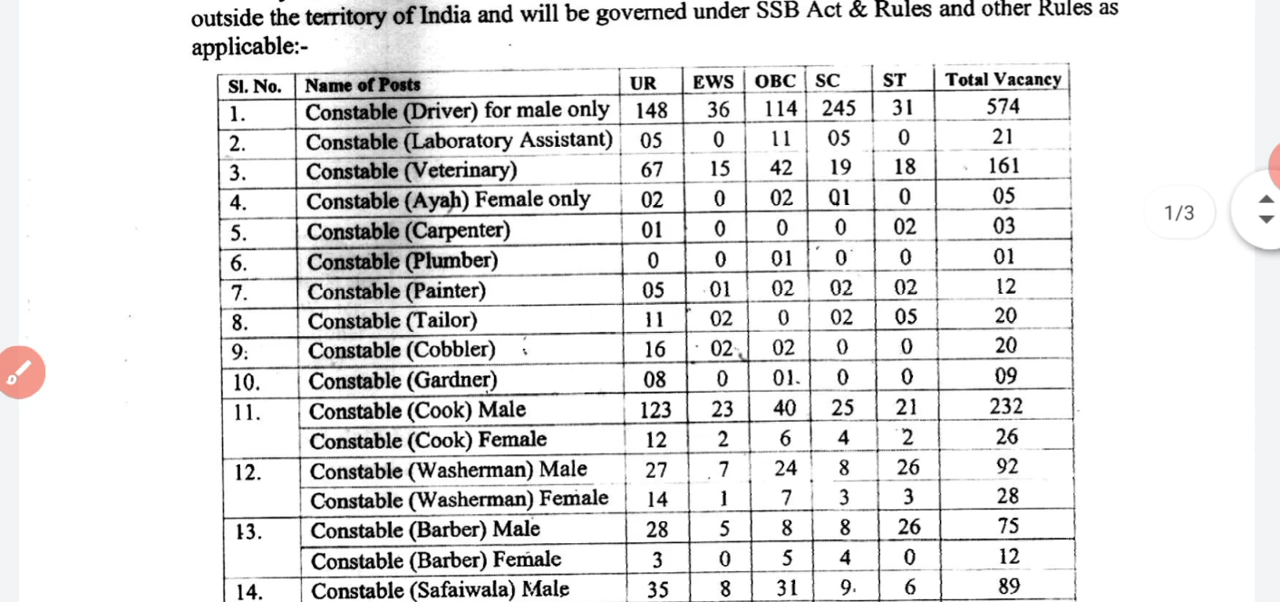 outside the territory of India and will be governed under SSB Act & Rules and other Rules as
applicable:-
Sl. No. Name of Posts UR EWS OBC SC ST Total Vacancy
1. Constable (Driver) for male only 148 36 114 245 31 574
2. Constable (Laboratory Assistant) 05 0 11 05 0 21
3. Constable (Veterinary) 67 15 42 19 18 161
4. Constable (Ayah) Female only 02 0 02 01 0 05
5. Constable (Carpenter) 01 0 0 0 02 03
6. Constable (Plumber) 0 0 01 0 0 01
7. Constable (Painter) 05 01 02 02 02 12
8. Constable (Tailor) 11 02 0 02 05 20
9. Constable (Cobbler) 16 02 02 0 0 20
10. Constable (Gardner) 08 0 01 0 0 09
11. Constable (Cook) Male 123 23 40 25 21 232
Constable (Cook) Female 12 2 6 4 2 26
12. Constable (Washerman) Male 27 7 24 8 26 92
Constable (Washerman) Female 14 1 7 3 3 28
13. Constable (Barber) Male 28 5 8 8 26 75
Constable (Barber) Female 3 0 5 4 0 12
14. Constable (Safaiwala) Male 35 8 31 9 6 89
1/3